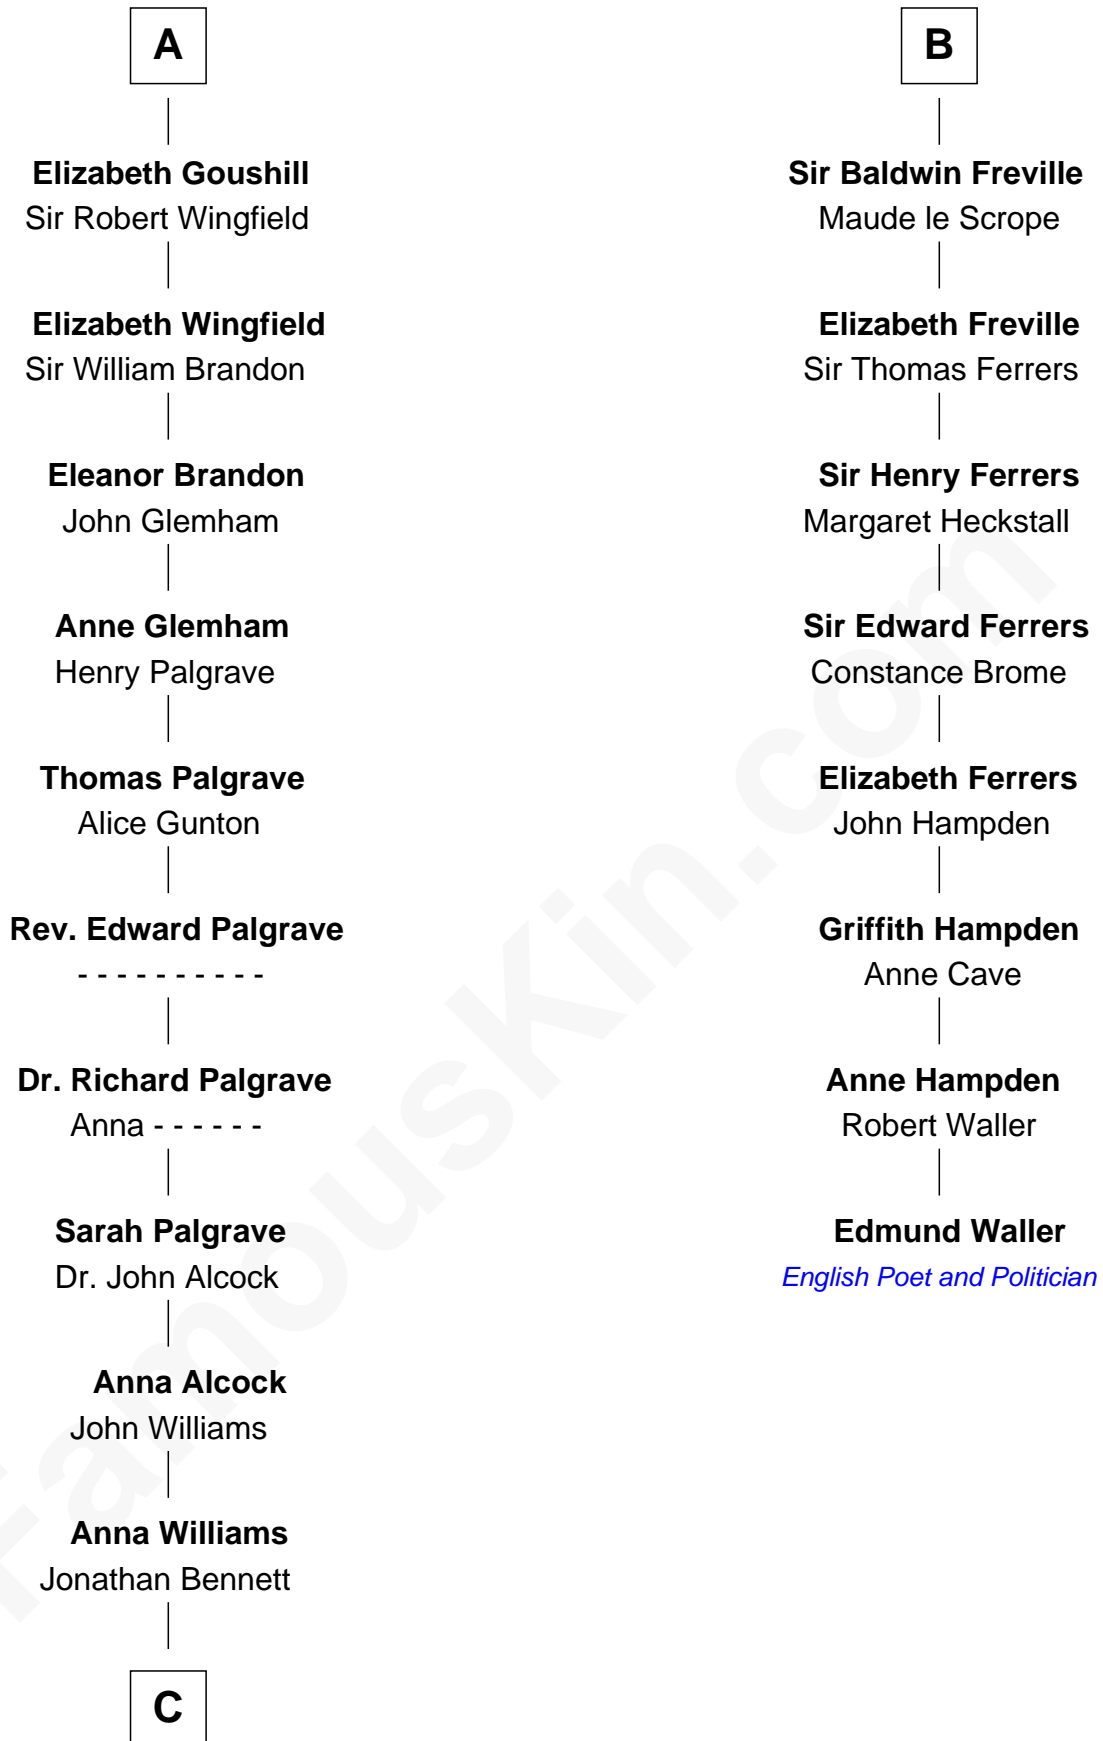 A
Elizabeth Goushill
Sir Robert Wingfield
Elizabeth Wingfield
Sir William Brandon
Eleanor Brandon
John Glemham
Anne Glemham
Henry Palgrave
Thomas Palgrave
Alice Gunton
Rev. Edward Palgrave
- - - - - - - - - -
Dr. Richard Palgrave
Anna - - - - - -
Sarah Palgrave
Dr. John Alcock
Anna Alcock
John Williams
Anna Williams
Jonathan Bennett
C
B
Sir Baldwin Freville
Maude le Scrope
Elizabeth Freville
Sir Thomas Ferrers
Sir Henry Ferrers
Margaret Heckstall
Sir Edward Ferrers
Constance Brome
Elizabeth Ferrers
John Hampden
Griffith Hampden
Anne Cave
Anne Hampden
Robert Waller
Edmund Waller
English Poet and Politician
FamousKin.com